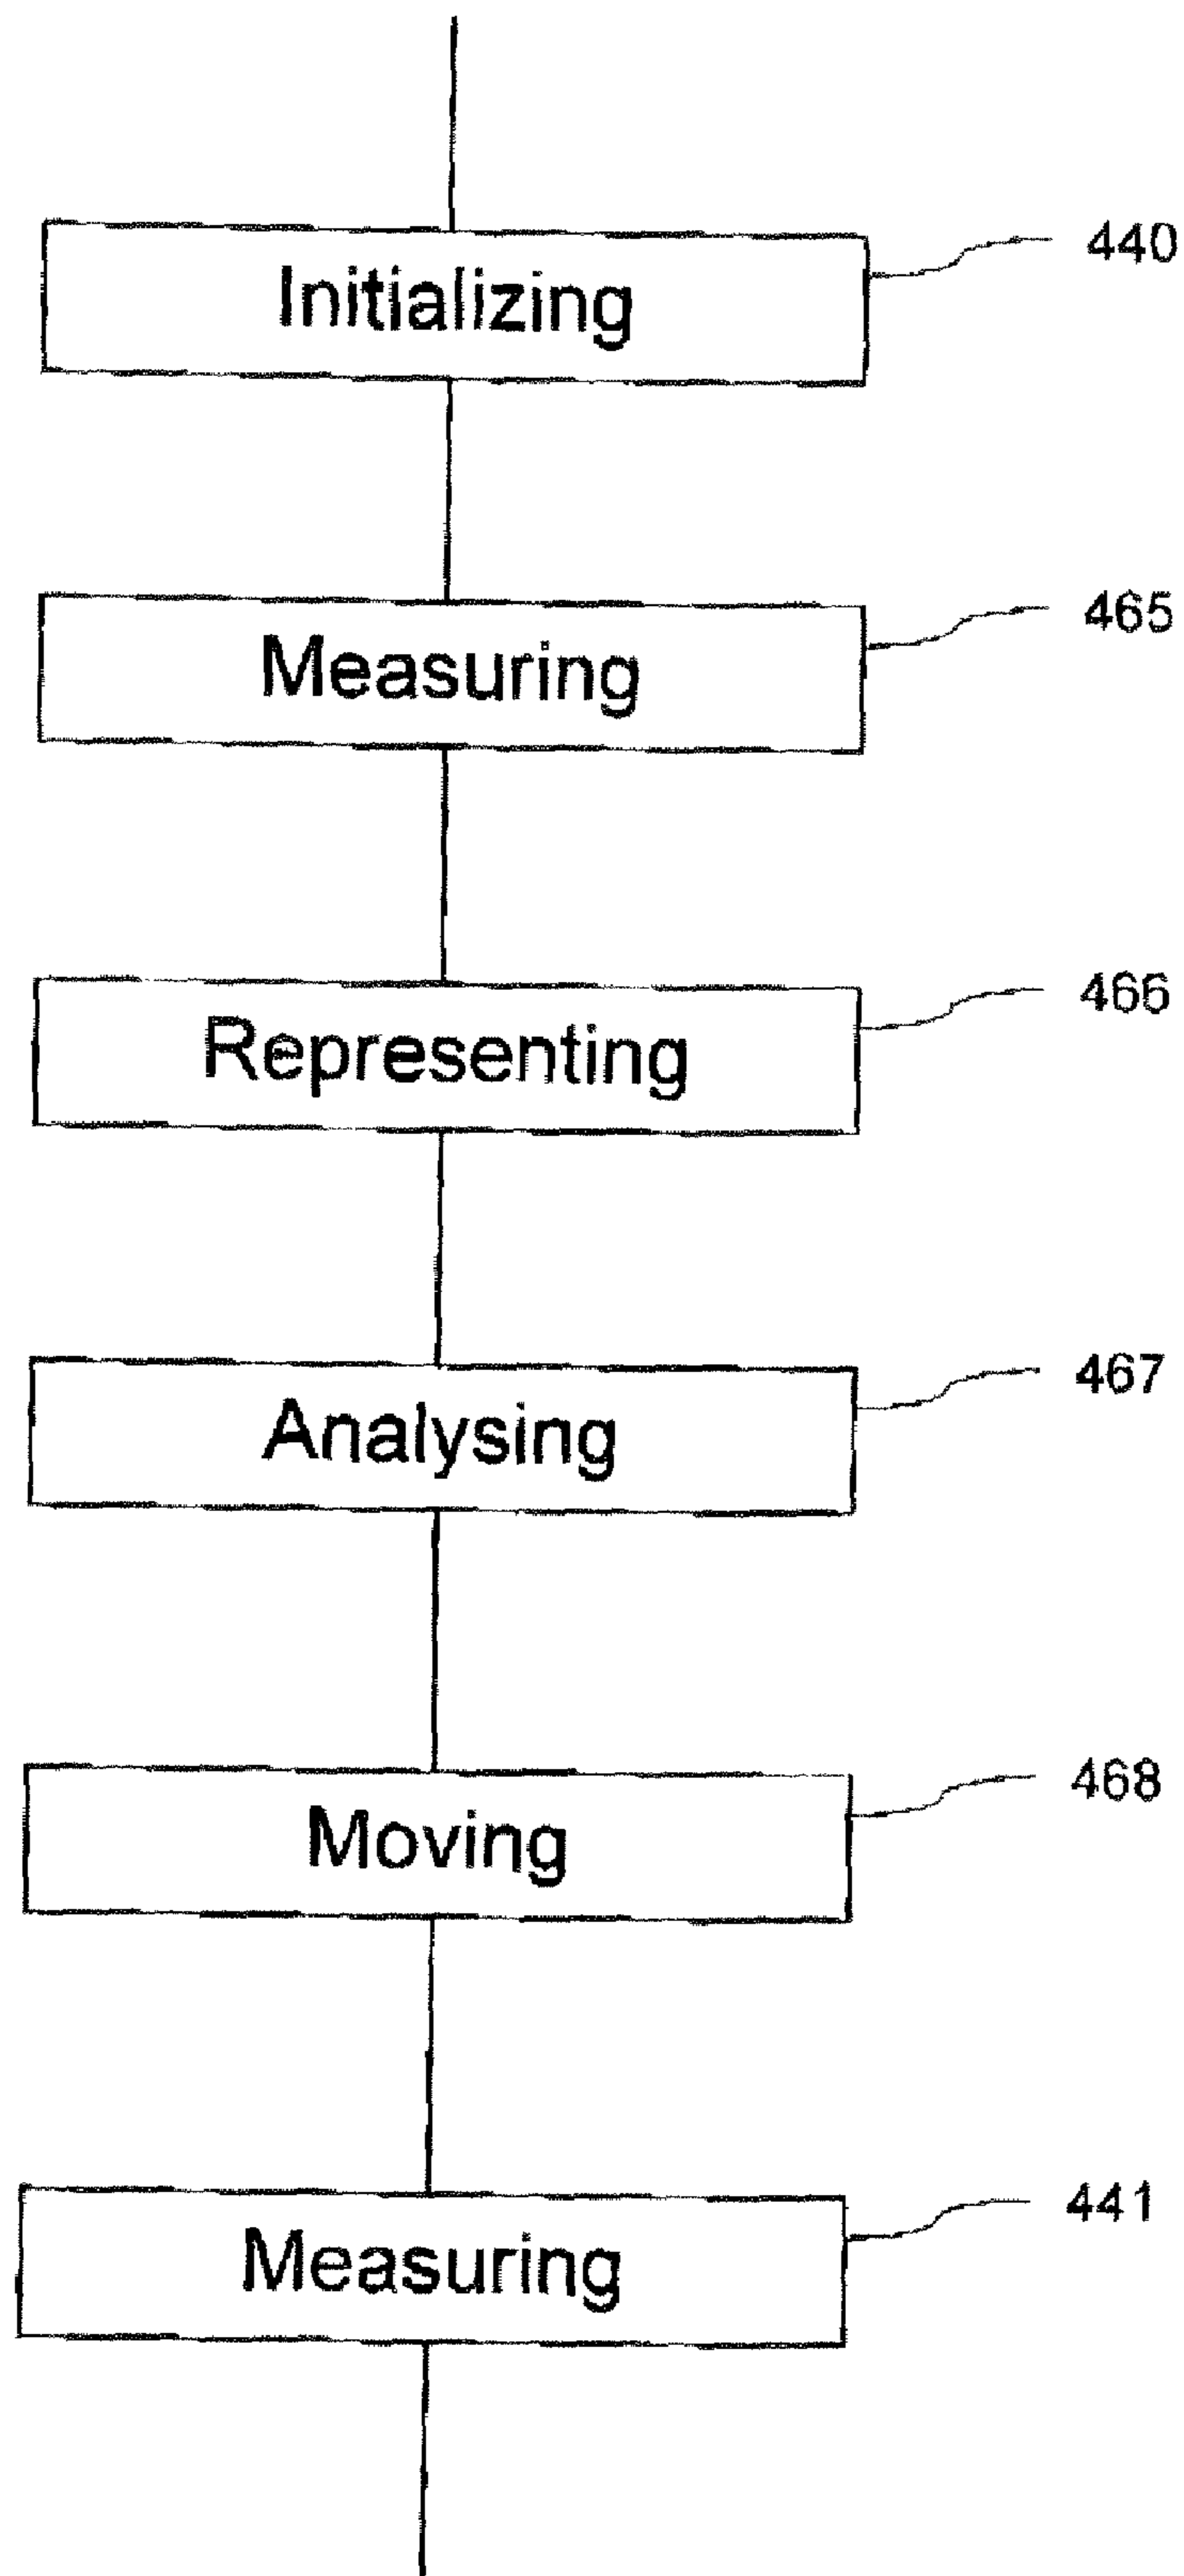 Initializing 440
Measuring 465
Representing 466
Analysing 467
Moving 468
Measuring 441